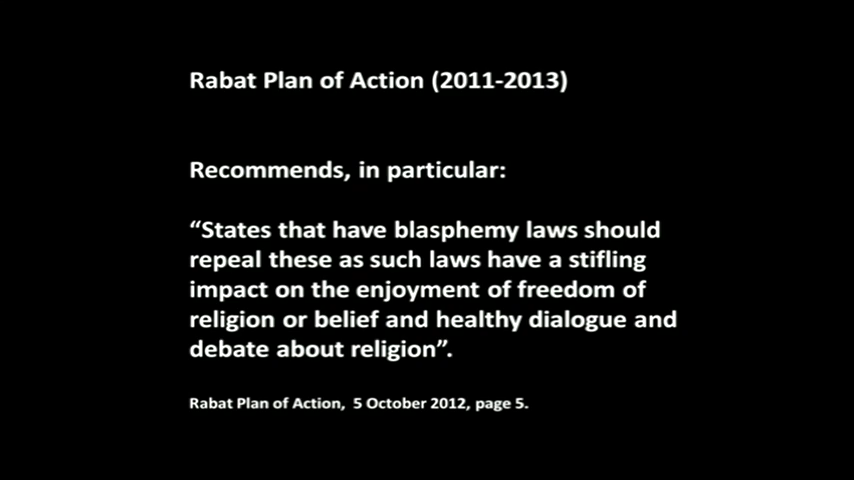 Rabat Plan of Action (2011-2013)
Recommends, in particular:
“States that have blasphemy laws should
repeal these as such laws have a stifling
impact on the enjoyment of freedom of
religion or belief and healthy dialogue and
debate about religion”.
Rabat Plan of Action, 5 October 2012, page 5.